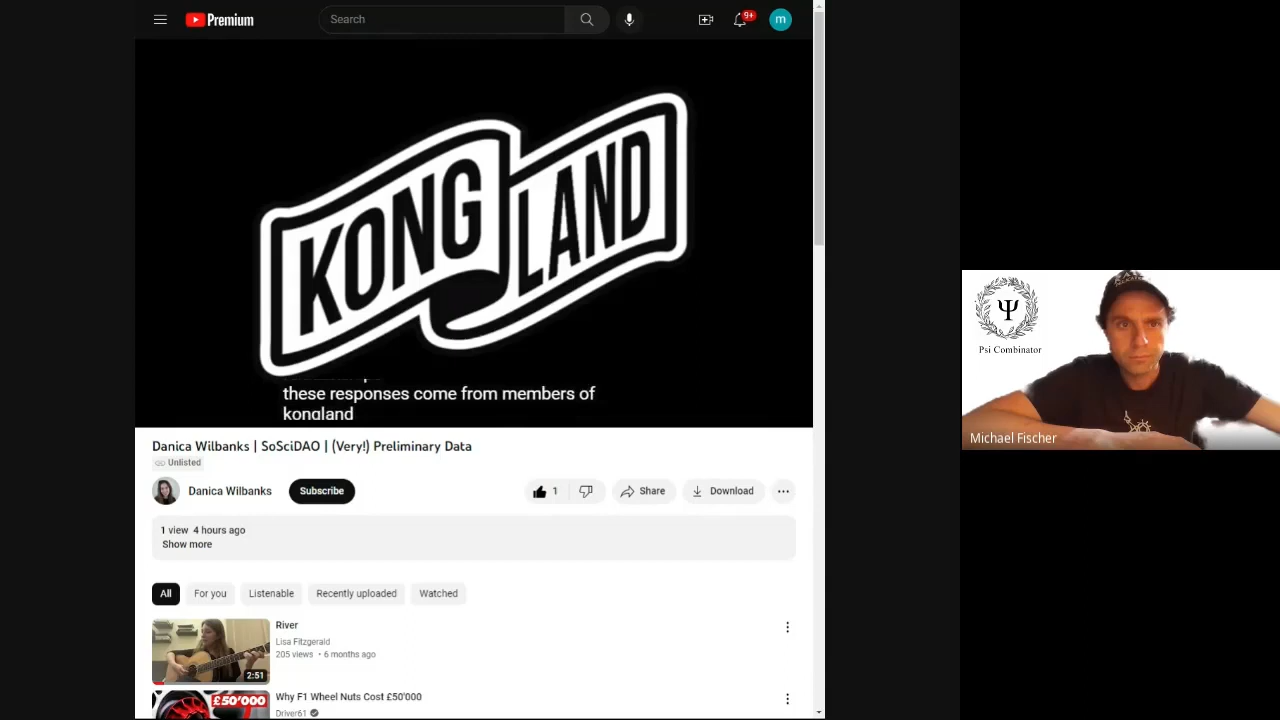 Premium
Search
9+
m
KONG LAND
these responses come from members of
kongland
Danica Wilbanks | SoSciDAO | (Very!) Preliminary Data
Unlisted
Danica Wilbanks
Subscribe
1
Share
Download
1 view 4 hours ago
Show more
All
For you
Listenable
Recently uploaded
Watched
River
Lisa Fitzgerald
205 views • 6 months ago
2:51
£50'000
Why F1 Wheel Nuts Cost £50'000
Driver61
Ψ
Psi Combinator
Michael Fischer